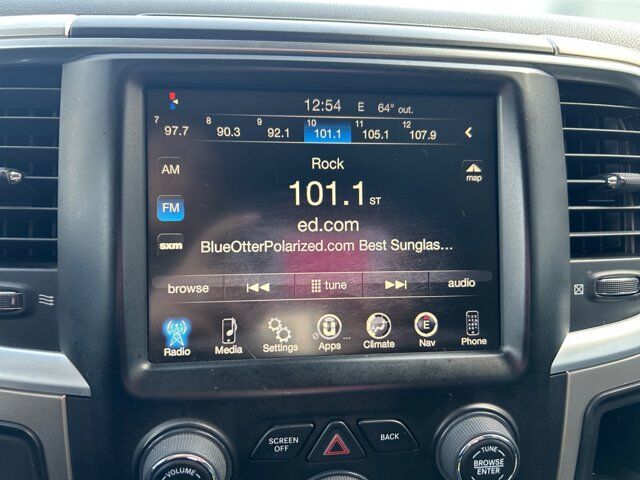 12:54 E 64° out.
7 8 9 10 11 12
97.7 90.3 92.1 101.1 105.1 107.9
Rock
AM
map
101.1 ST
FM
ed.com
sxm
BlueOtterPolarized.com Best Sunglas...
browse tune audio
Radio Media Settings Apps ... Climate Nav Phone
E
SCREEN OFF BACK
VOLUME
TUNE
BROWSE
ENTER